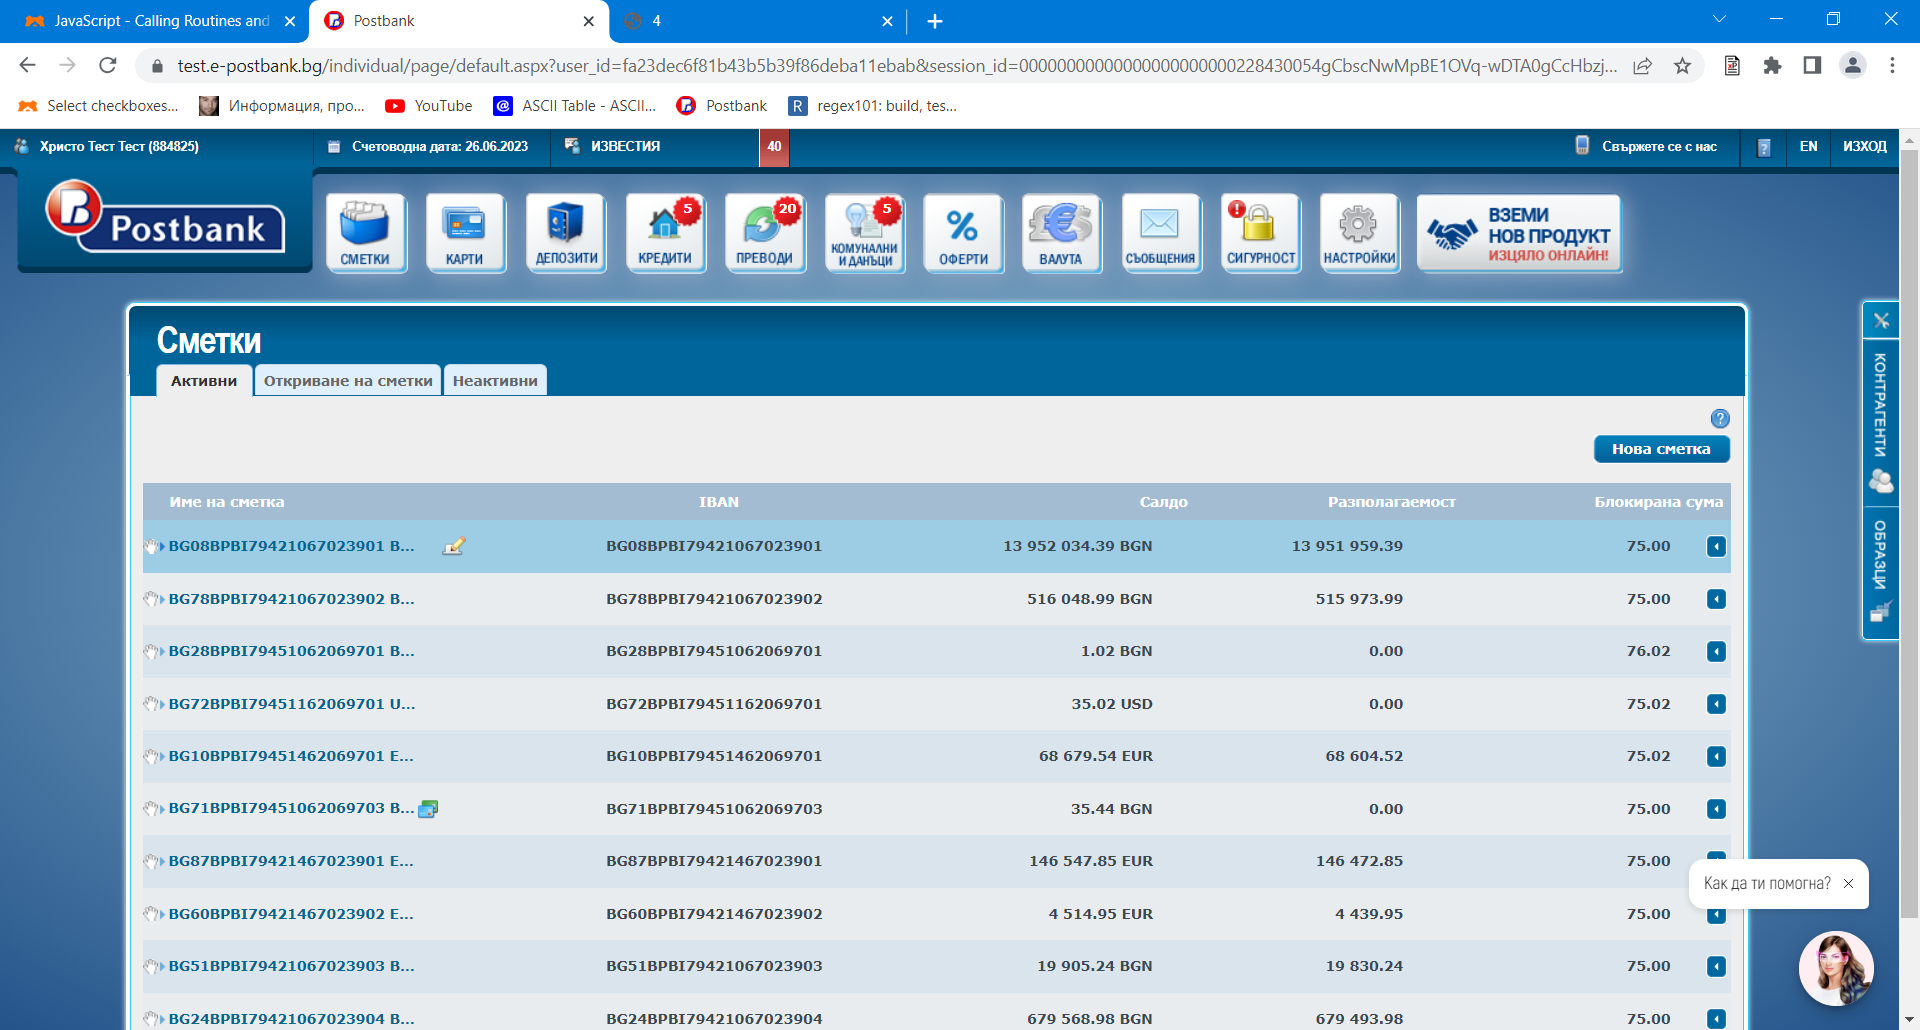 JavaScript - Calling Routines and
Postbank
4
test.e-postbank.bg/individual/page/default.aspx?user_id=fa23dec6f81b43b5b39f86deba11ebab&session_id=0000000000000000000000228430054gCbscNwMpBE1OVq-wDTA0gCcHbzj...
Select checkboxes...
Информация, про...
YouTube
ASCII Table - ASCII...
Postbank
regex101: build, tes...
Христо Тест Тест (884825)
Счетоводна дата: 26.06.2023
ИЗВЕСТИЯ
40
Свържете се с нас
EN
ИЗХОД
Postbank
СМЕТКИ
КАРТИ
ДЕПОЗИТИ
5
КРЕДИТИ
20
ПРЕВОДИ
5
КОМУНАЛНИ
И ДАНЪЦИ
ОФЕРТИ
ВАЛУТА
СЪОБЩЕНИЯ
СИГУРНОСТ
НАСТРОЙКИ
ВЗЕМИ
НОВ ПРОДУКТ
ИЗЦЯЛО ОНЛАЙН!
Сметки
Активни
Откриване на сметки
Неактивни
КОНТРАГЕНТИ
ОБРАЗЦИ
Нова сметка
Име на сметка IBAN Салдо Разполагаемост Блокирана сума
BG08BPBI79421067023901 B... BG08BPBI79421067023901 13 952 034.39 BGN 13 951 959.39 75.00
BG78BPBI79421067023902 B... BG78BPBI79421067023902 516 048.99 BGN 515 973.99 75.00
BG28BPBI79451062069701 B... BG28BPBI79451062069701 1.02 BGN 0.00 76.02
BG72BPBI79451162069701 U... BG72BPBI79451162069701 35.02 USD 0.00 75.02
BG10BPBI79451462069701 E... BG10BPBI79451462069701 68 679.54 EUR 68 604.52 75.02
BG71BPBI79451062069703 B... BG71BPBI79451062069703 35.44 BGN 0.00 75.00
BG87BPBI79421467023901 E... BG87BPBI79421467023901 146 547.85 EUR 146 472.85 75.00
BG60BPBI79421467023902 E... BG60BPBI79421467023902 4 514.95 EUR 4 439.95 75.00
BG51BPBI79421067023903 B... BG51BPBI79421067023903 19 905.24 BGN 19 830.24 75.00
BG24BPBI79421067023904 B... BG24BPBI79421067023904 679 568.98 BGN 679 493.98 75.00
Как да ти помогна?